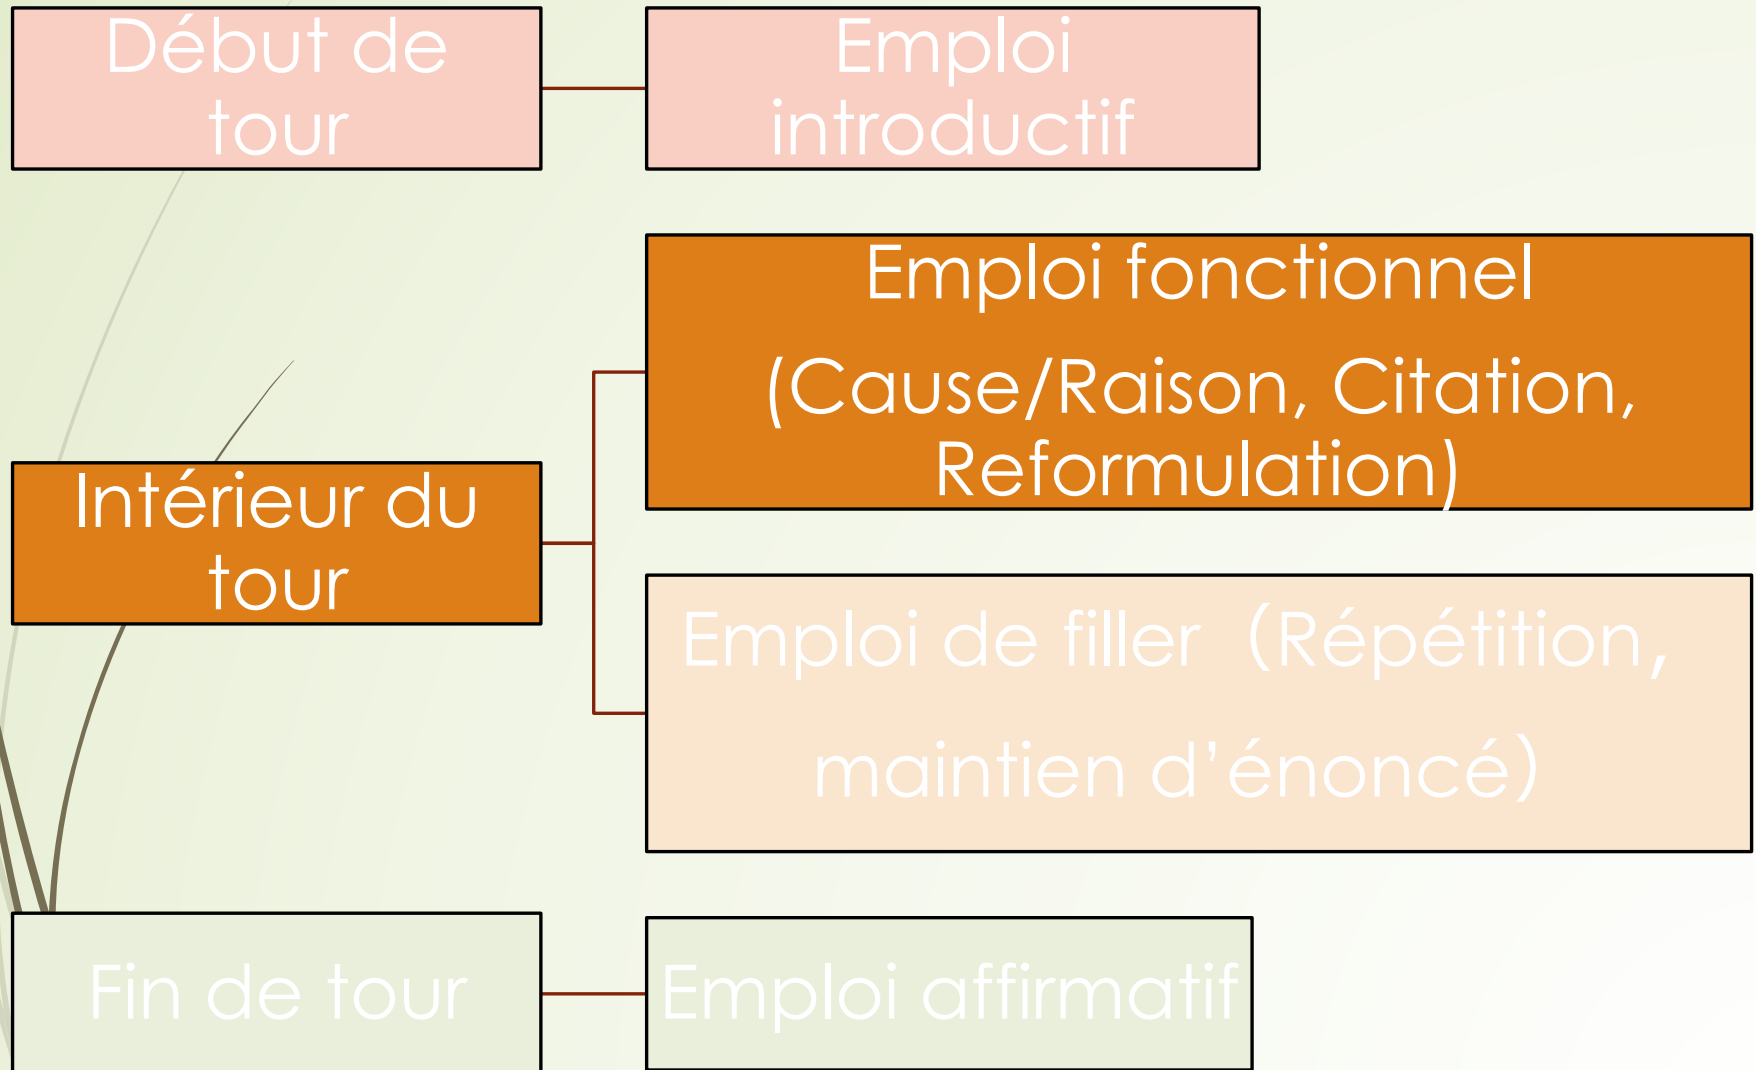 Début de
tour
Emploi
introductif
Intérieur du
tour
Emploi fonctionnel
(Cause/Raison, Citation,
Reformulation)
Emploi de filler (Répétition,
maintien d’énoncé)
Fin de tour
Emploi affirmatif